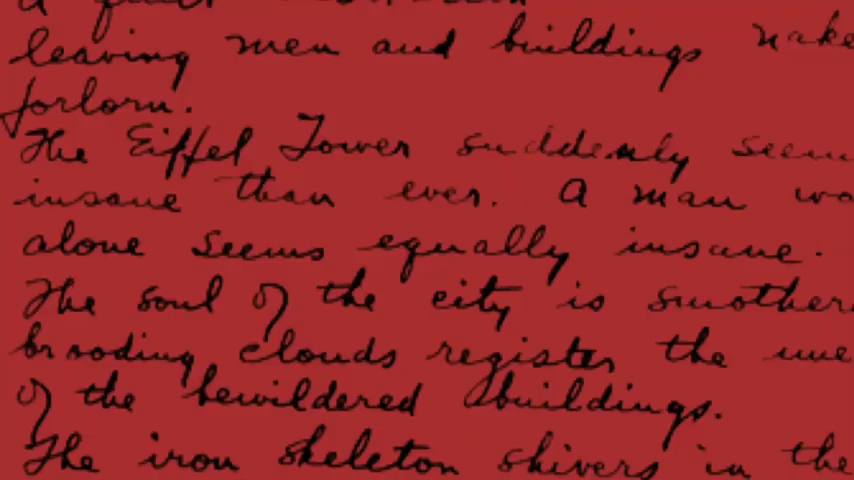 leaving men and buildings nake
forlorn.
The Eiffel Tower suddenly seem
insane than ever. A man wa
alone seems equally insane.
The soul of the city is smother
brooding clouds register the une
of the bewildered buildings.
The iron skeleton shivers in the